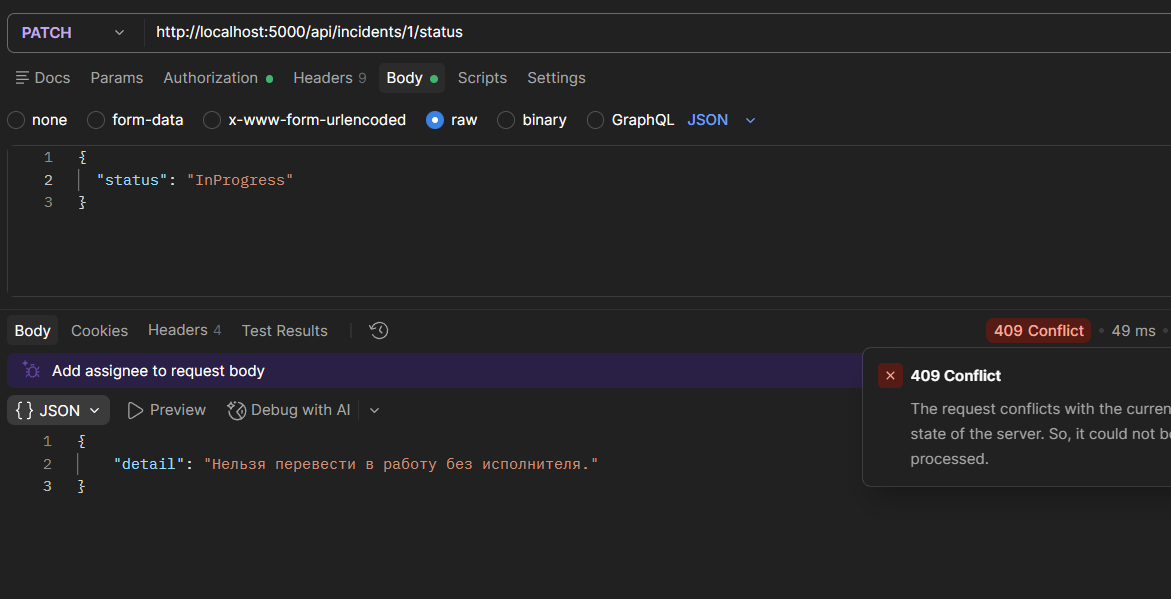 PATCH http://localhost:5000/api/incidents/1/status
Docs Params Authorization Headers 9 Body Scripts Settings
none form-data x-www-form-urlencoded raw binary GraphQL JSON
1 {
2 "status": "InProgress"
3 }
Body Cookies Headers 4 Test Results 409 Conflict • 49 ms •
Add assignee to request body
409 Conflict
The request conflicts with the curren
state of the server. So, it could not b
processed.
{} JSON Preview Debug with AI
1 {
2 "detail": "Нельзя перевести в работу без исполнителя."
3 }